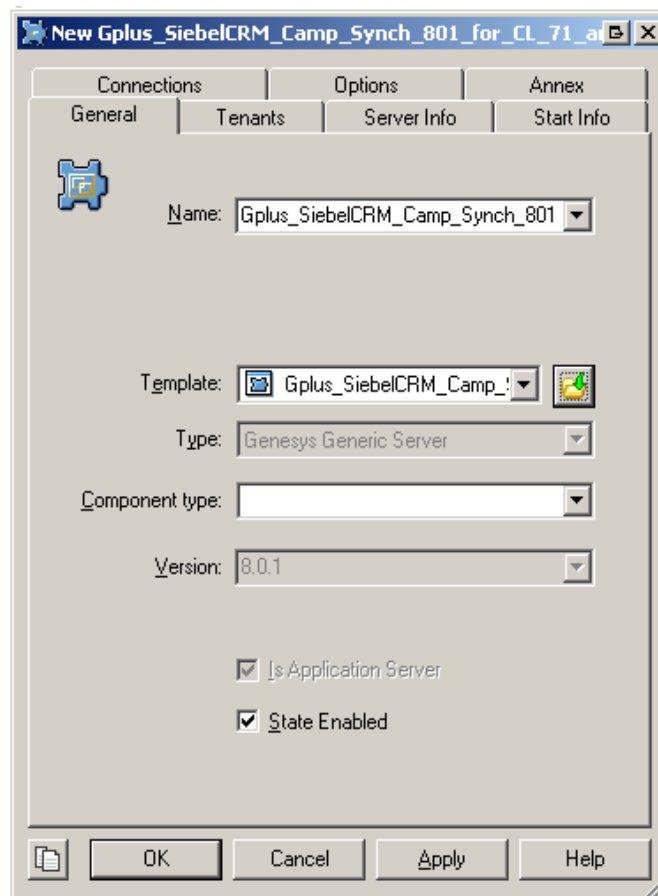 New Gplus_SiebelCRM_Camp_Synch_801_for_CL_71_a
Connections Options Annex
General Tenants Server Info Start Info
Name: Gplus_SiebelCRM_Camp_Synch_801
Template: Gplus_SiebelCRM_Camp_
Type: Genesys Generic Server
Component type:
Version: 8.0.1
Is Application Server
State Enabled
OK Cancel Apply Help